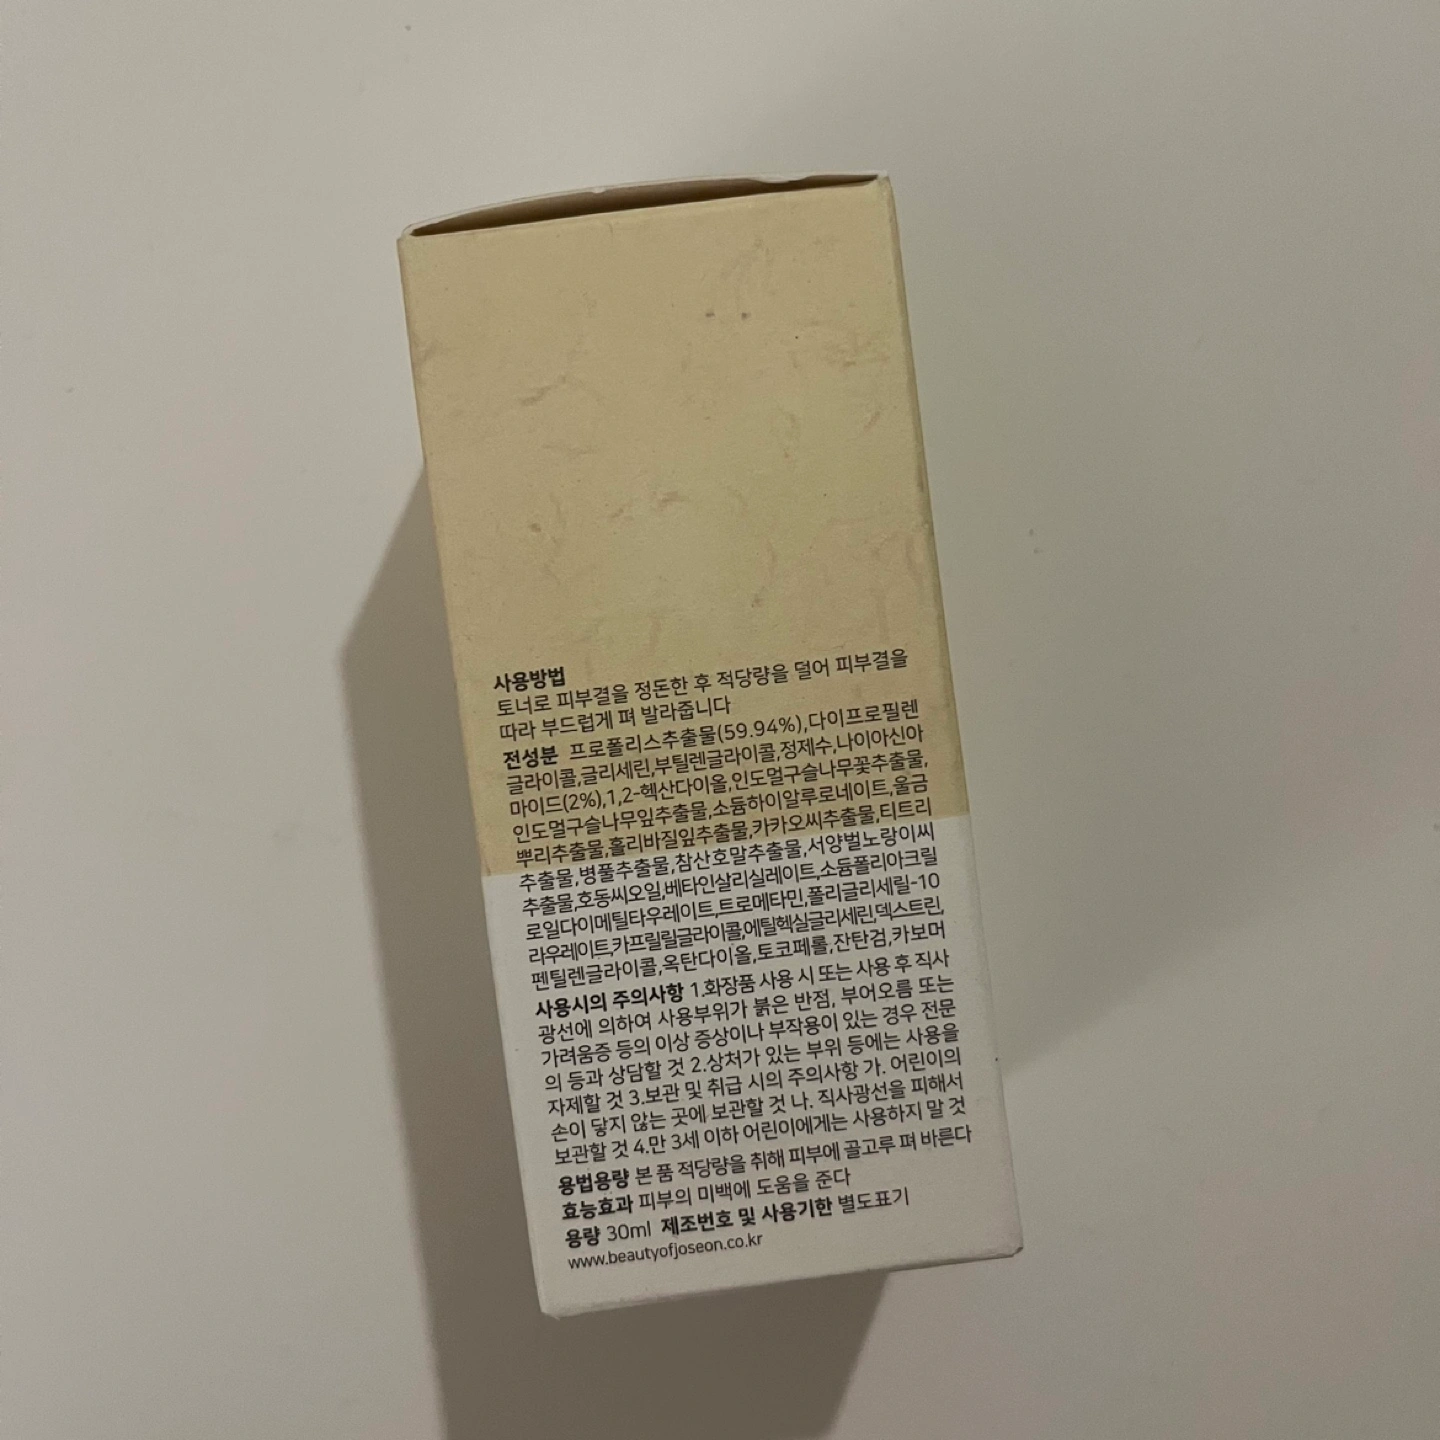 사용방법
토너로 피부결을 정돈한 후 적당량을 덜어 피부결을
따라 부드럽게 펴 발라줍니다
전성분 프로폴리스추출물(59.94%),다이프로필렌
글라이콜,글리세린,부틸렌글라이콜,정제수,나이아신아
마이드(2%),1,2-헥산다이올,인도멀구슬나무꽃추출물,
인도멀구슬나무잎추출물,소듐하이알루로네이트,울금
뿌리추출물,홀리바질잎추출물,카카오씨추출물,티트리
추출물,병풀추출물,참산호말추출물,서양벌노랑이씨
추출물,호동씨오일,베타인살리실레이트,소듐폴리아크릴
로일다이메틸타우레이트,트로메타민,폴리글리세릴-10
라우레이트,카프릴릴글라이콜,에틸헥실글리세린,덱스트린,
펜틸렌글라이콜,옥탄다이올,토코페롤,잔탄검,카보머
사용시의 주의사항 1.화장품 사용 시 또는 사용 후 직사
광선에 의하여 사용부위가 붉은 반점, 부어오름 또는
가려움증 등의 이상 증상이나 부작용이 있는 경우 전문
의 등과 상담할 것 2.상처가 있는 부위 등에는 사용을
자제할 것 3.보관 및 취급 시의 주의사항 가. 어린이의
손이 닿지 않는 곳에 보관할 것 나. 직사광선을 피해서
보관할 것 4.만 3세 이하 어린이에게는 사용하지 말 것
용법용량 본 품 적당량을 취해 피부에 골고루 펴 바른다
효능효과 피부의 미백에 도움을 준다
용량 30ml 제조번호 및 사용기한 별도표기
www.beautyofjoseon.co.kr